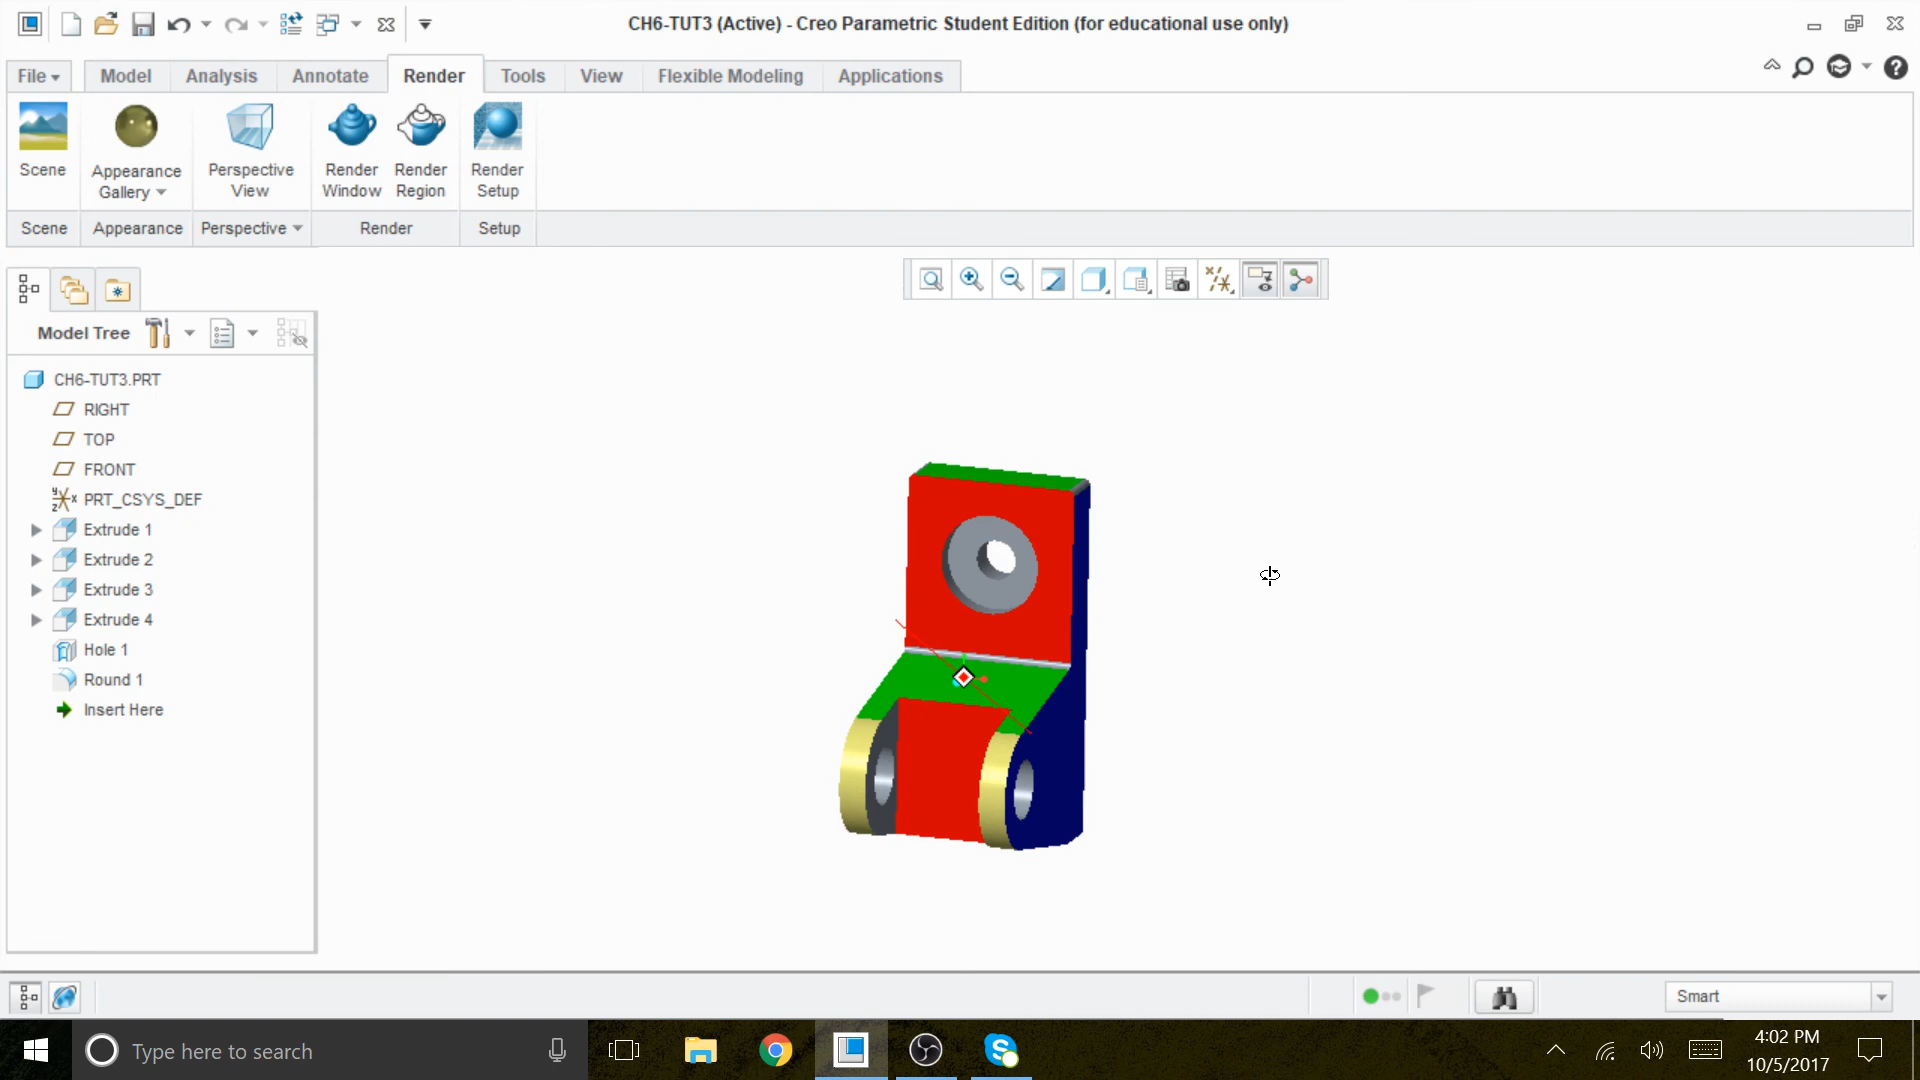 CH6-TUT3 (Active) - Creo Parametric Student Edition (for educational use only)
File Model Analysis Annotate Render Tools View Flexible Modeling Applications
Scene
Appearance
Gallery
Perspective
View
Render
Window
Render
Region
Render
Setup
Scene Appearance Perspective Render Setup
Model Tree
CH6-TUT3.PRT
RIGHT
TOP
FRONT
PRT_CSYS_DEF
Extrude 1
Extrude 2
Extrude 3
Extrude 4
Hole 1
Round 1
Insert Here
Smart
Type here to search
4:02 PM
10/5/2017